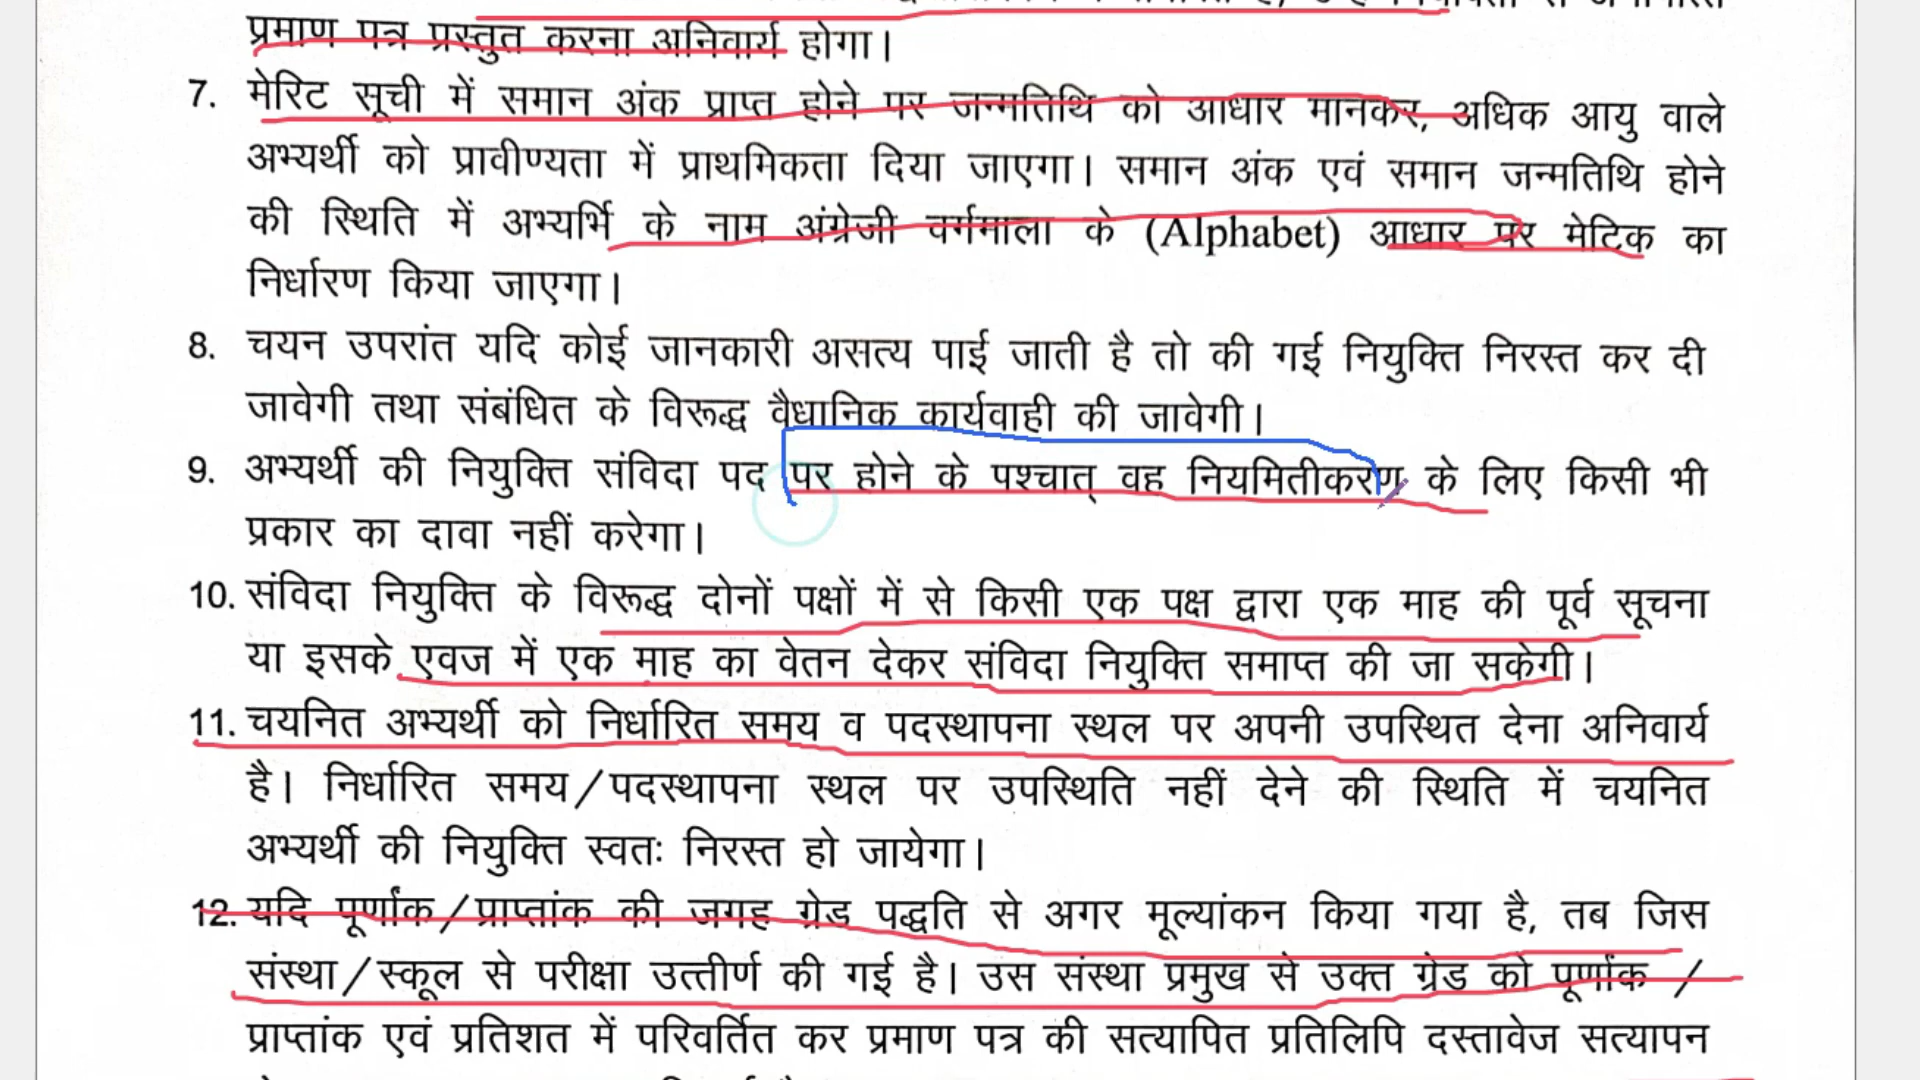 प्रमाण पत्र प्रस्तुत करना अनिवार्य होगा।
7. मेरिट सूची में समान अंक प्राप्त होने पर जन्मतिथि को आधार मानकर, अधिक आयु वाले
अभ्यर्थी को प्रावीण्यता में प्राथमिकता दिया जाएगा। समान अंक एवं समान जन्मतिथि होने
की स्थिति में अभ्यर्भि के नाम अंग्रेजी वर्गमाला के (Alphabet) आधार पर मेटिक का
निर्धारण किया जाएगा।
8. चयन उपरांत यदि कोई जानकारी असत्य पाई जाती है तो की गई नियुक्ति निरस्त कर दी
जावेगी तथा संबंधित के विरूद्ध वैधानिक कार्यवाही की जावेगी।
9. अभ्यर्थी की नियुक्ति संविदा पद पर होने के पश्चात् वह नियमितीकरण के लिए किसी भी
प्रकार का दावा नहीं करेगा।
10. संविदा नियुक्ति के विरूद्ध दोनों पक्षों में से किसी एक पक्ष द्वारा एक माह की पूर्व सूचना
या इसके एवज में एक माह का वेतन देकर संविदा नियुक्ति समाप्त की जा सकेगी।
11. चयनित अभ्यर्थी को निर्धारित समय व पदस्थापना स्थल पर अपनी उपस्थित देना अनिवार्य
है। निर्धारित समय/पदस्थापना स्थल पर उपस्थिति नहीं देने की स्थिति में चयनित
अभ्यर्थी की नियुक्ति स्वतः निरस्त हो जायेगा।
12. यदि पूर्णांक/प्राप्तांक की जगह ग्रेड पद्धति से अगर मूल्यांकन किया गया है, तब जिस
संस्था/स्कूल से परीक्षा उत्तीर्ण की गई है। उस संस्था प्रमुख से उक्त ग्रेड को पूर्णांक /
प्राप्तांक एवं प्रतिशत में परिवर्तित कर प्रमाण पत्र की सत्यापित प्रतिलिपि दस्तावेज सत्यापन